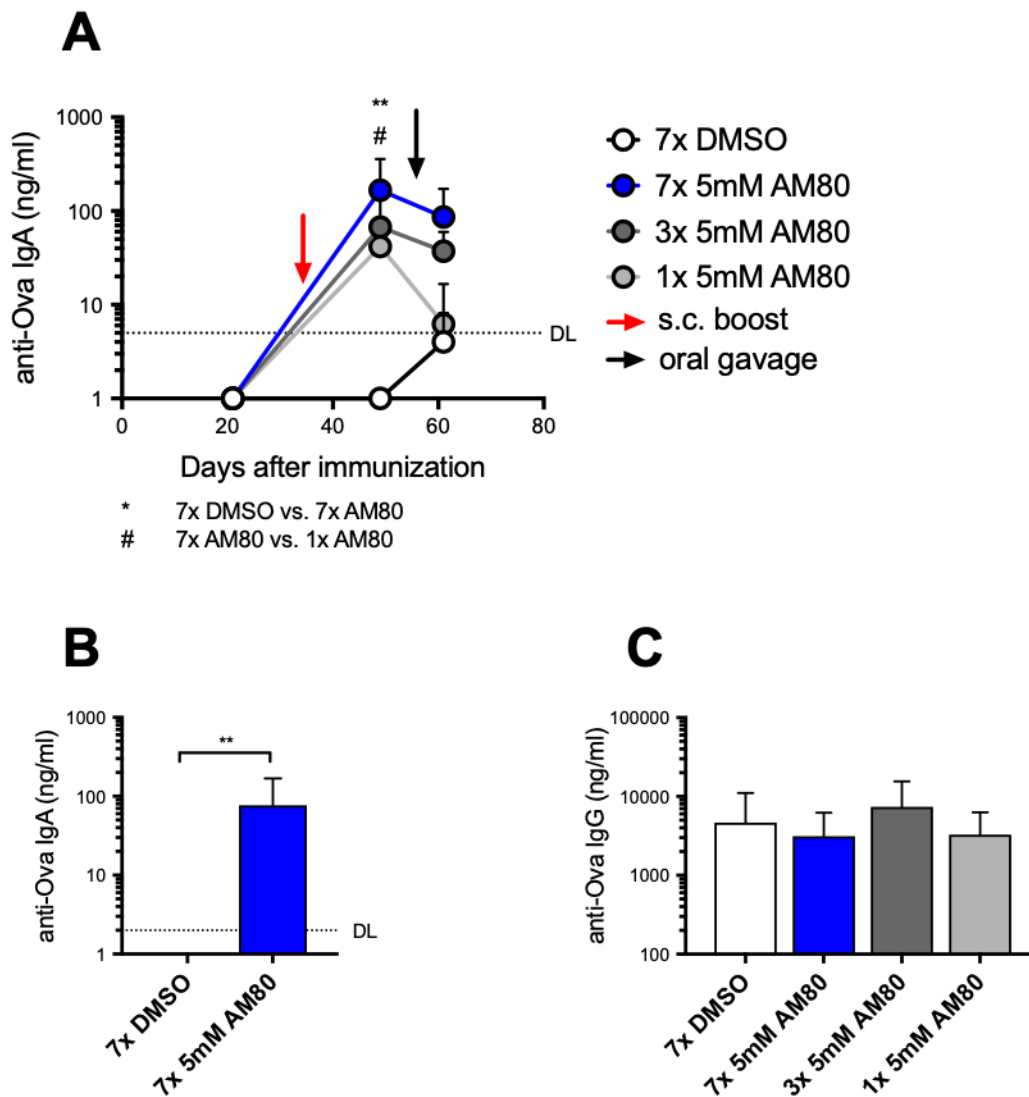 A
anti-Ova IgA (ng/ml)
1000
100
10
1
**
#
DL
0
20
40
60
80
Days after immunization
7x DMSO
7x 5mM AM80
3x 5mM AM80
1x 5mM AM80
s.c. boost
oral gavage
* 7x DMSO vs. 7x AM80
# 7x AM80 vs. 1x AM80
B
anti-Ova IgA (ng/ml)
1000
100
10
1
**
DL
7x DMSO
7x 5mM AM80
C
anti-Ova IgG (ng/ml)
100000
10000
1000
100
7x DMSO
7x 5mM AM80
3x 5mM AM80
1x 5mM AM80